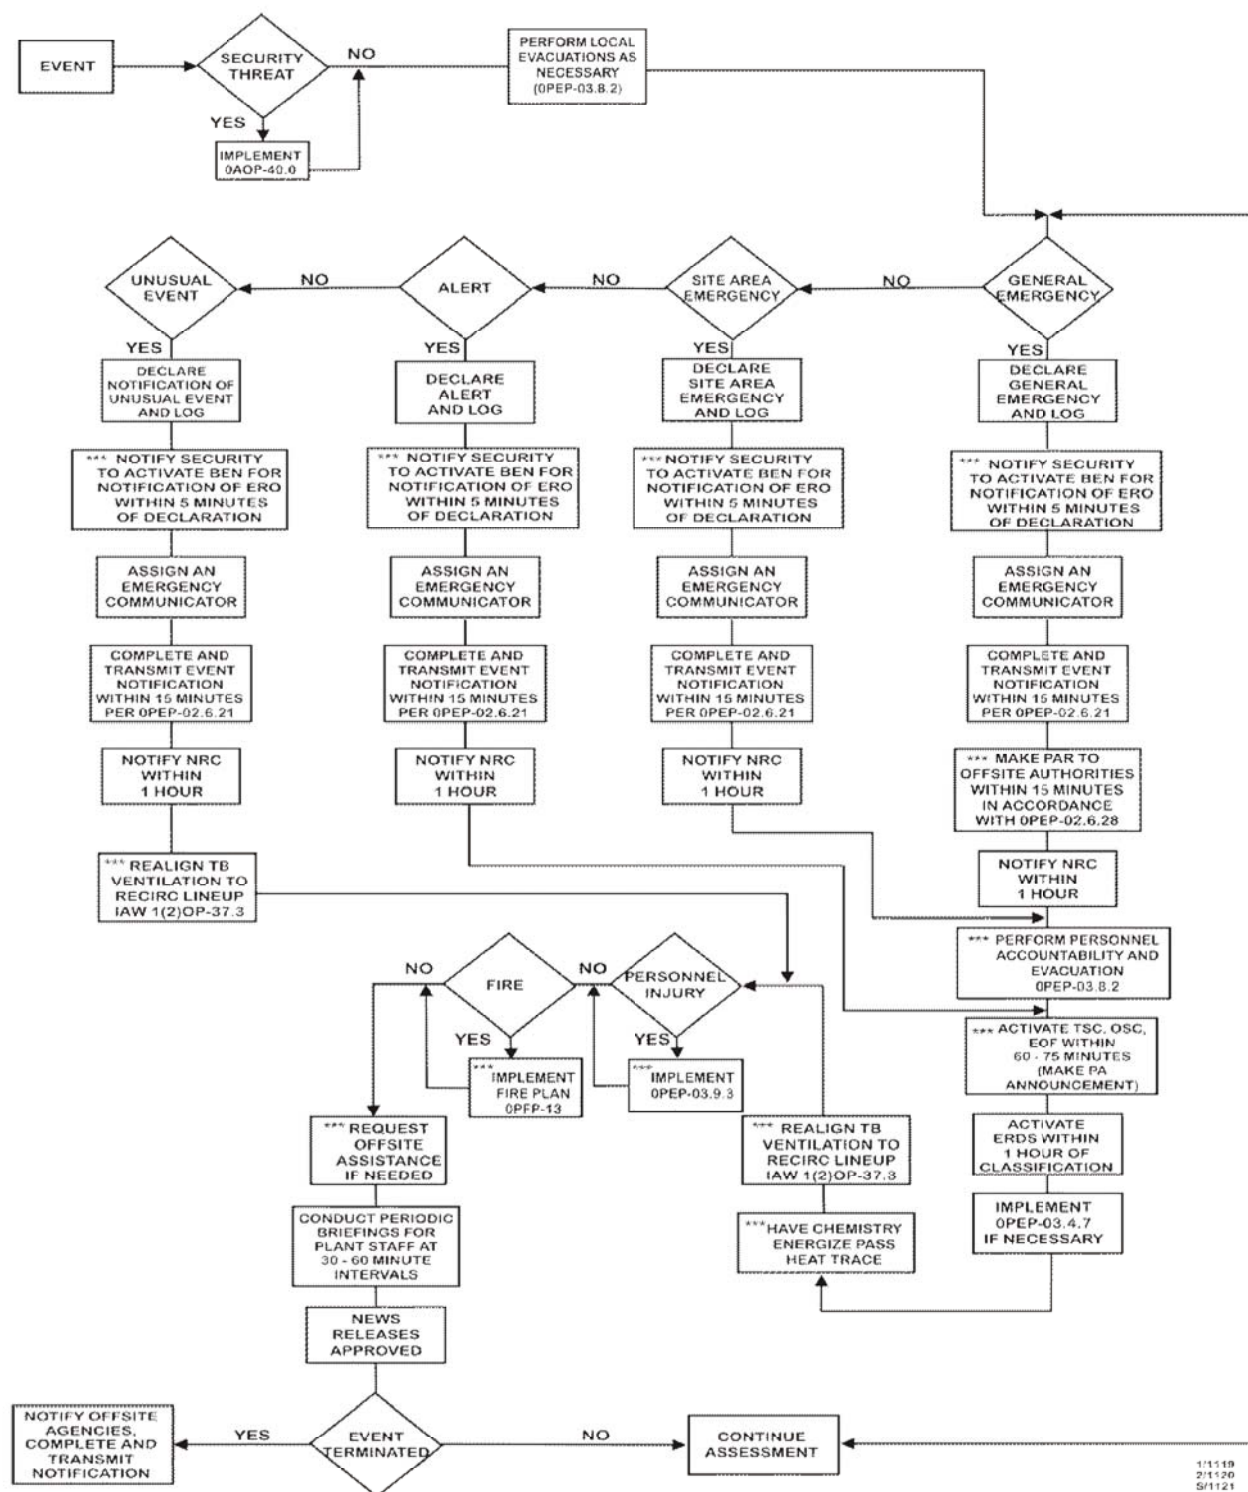 EVENT
SECURITY
THREAT
NO
YES
IMPLEMENT
0AOP-40.0
PERFORM LOCAL
EVACUATIONS AS
NECESSARY
(0PEP-03.8.2)
UNUSUAL
EVENT
NO
ALERT
NO
SITE AREA
EMERGENCY
NO
GENERAL
EMERGENCY
YES
DECLARE
NOTIFICATION OF
UNUSUAL EVENT
AND LOG
*** NOTIFY SECURITY
TO ACTIVATE BEN FOR
NOTIFICATION OF ERO
WITHIN 5 MINUTES
OF DECLARATION
ASSIGN AN
EMERGENCY
COMMUNICATOR
COMPLETE AND
TRANSMIT EVENT
NOTIFICATION
WITHIN 15 MINUTES
PER 0PEP-02.6.21
NOTIFY NRC
WITHIN
1 HOUR
*** REALIGN TB
VENTILATION TO
RECIRC LINEUP
IAW 1(2)OP-37.3
YES
DECLARE
ALERT
AND LOG
*** NOTIFY SECURITY
TO ACTIVATE BEN FOR
NOTIFICATION OF ERO
WITHIN 5 MINUTES
OF DECLARATION
ASSIGN AN
EMERGENCY
COMMUNICATOR
COMPLETE AND
TRANSMIT EVENT
NOTIFICATION
WITHIN 15 MINUTES
PER 0PEP-02.6.21
NOTIFY NRC
WITHIN
1 HOUR
YES
DECLARE
SITE AREA
EMERGENCY
AND LOG
*** NOTIFY SECURITY
TO ACTIVATE BEN FOR
NOTIFICATION OF ERO
WITHIN 5 MINUTES
OF DECLARATION
ASSIGN AN
EMERGENCY
COMMUNICATOR
COMPLETE AND
TRANSMIT EVENT
NOTIFICATION
WITHIN 15 MINUTES
PER 0PEP-02.6.21
NOTIFY NRC
WITHIN
1 HOUR
YES
DECLARE
GENERAL
EMERGENCY
AND LOG
*** NOTIFY SECURITY
TO ACTIVATE BEN FOR
NOTIFICATION OF ERO
WITHIN 5 MINUTES
OF DECLARATION
ASSIGN AN
EMERGENCY
COMMUNICATOR
COMPLETE AND
TRANSMIT EVENT
NOTIFICATION
WITHIN 15 MINUTES
PER 0PEP-02.6.21
*** MAKE PAR TO
OFFSITE AUTHORITIES
WITHIN 15 MINUTES
IN ACCORDANCE
WITH 0PEP-02.6.28
NOTIFY NRC
WITHIN
1 HOUR
*** PERFORM PERSONNEL
ACCOUNTABILITY AND
EVACUATION
0PEP-03.8.2
*** ACTIVATE TSC, OSC,
EOF WITHIN
60 - 75 MINUTES
(MAKE PA
ANNOUNCEMENT)
ACTIVATE
ERDS WITHIN
1 HOUR OF
CLASSIFICATION
IMPLEMENT
0PEP-03.4.7
IF NECESSARY
***HAVE CHEMISTRY
ENERGIZE PASS
HEAT TRACE
*** REALIGN TB
VENTILATION TO
RECIRC LINEUP
IAW 1(2)OP-37.3
PERSONNEL
INJURY
NO
YES
*** IMPLEMENT
0PEP-03.9.3
FIRE
NO
YES
*** IMPLEMENT
FIRE PLAN
0PFP-13
*** REQUEST
OFFSITE
ASSISTANCE
IF NEEDED
CONDUCT PERIODIC
BRIEFINGS FOR
PLANT STAFF AT
30 - 60 MINUTE
INTERVALS
NEWS
RELEASES
APPROVED
EVENT
TERMINATED
YES
NOTIFY OFFSITE
AGENCIES,
COMPLETE AND
TRANSMIT
NOTIFICATION
NO
CONTINUE
ASSESSMENT
1/1119
2/1120
S/1121